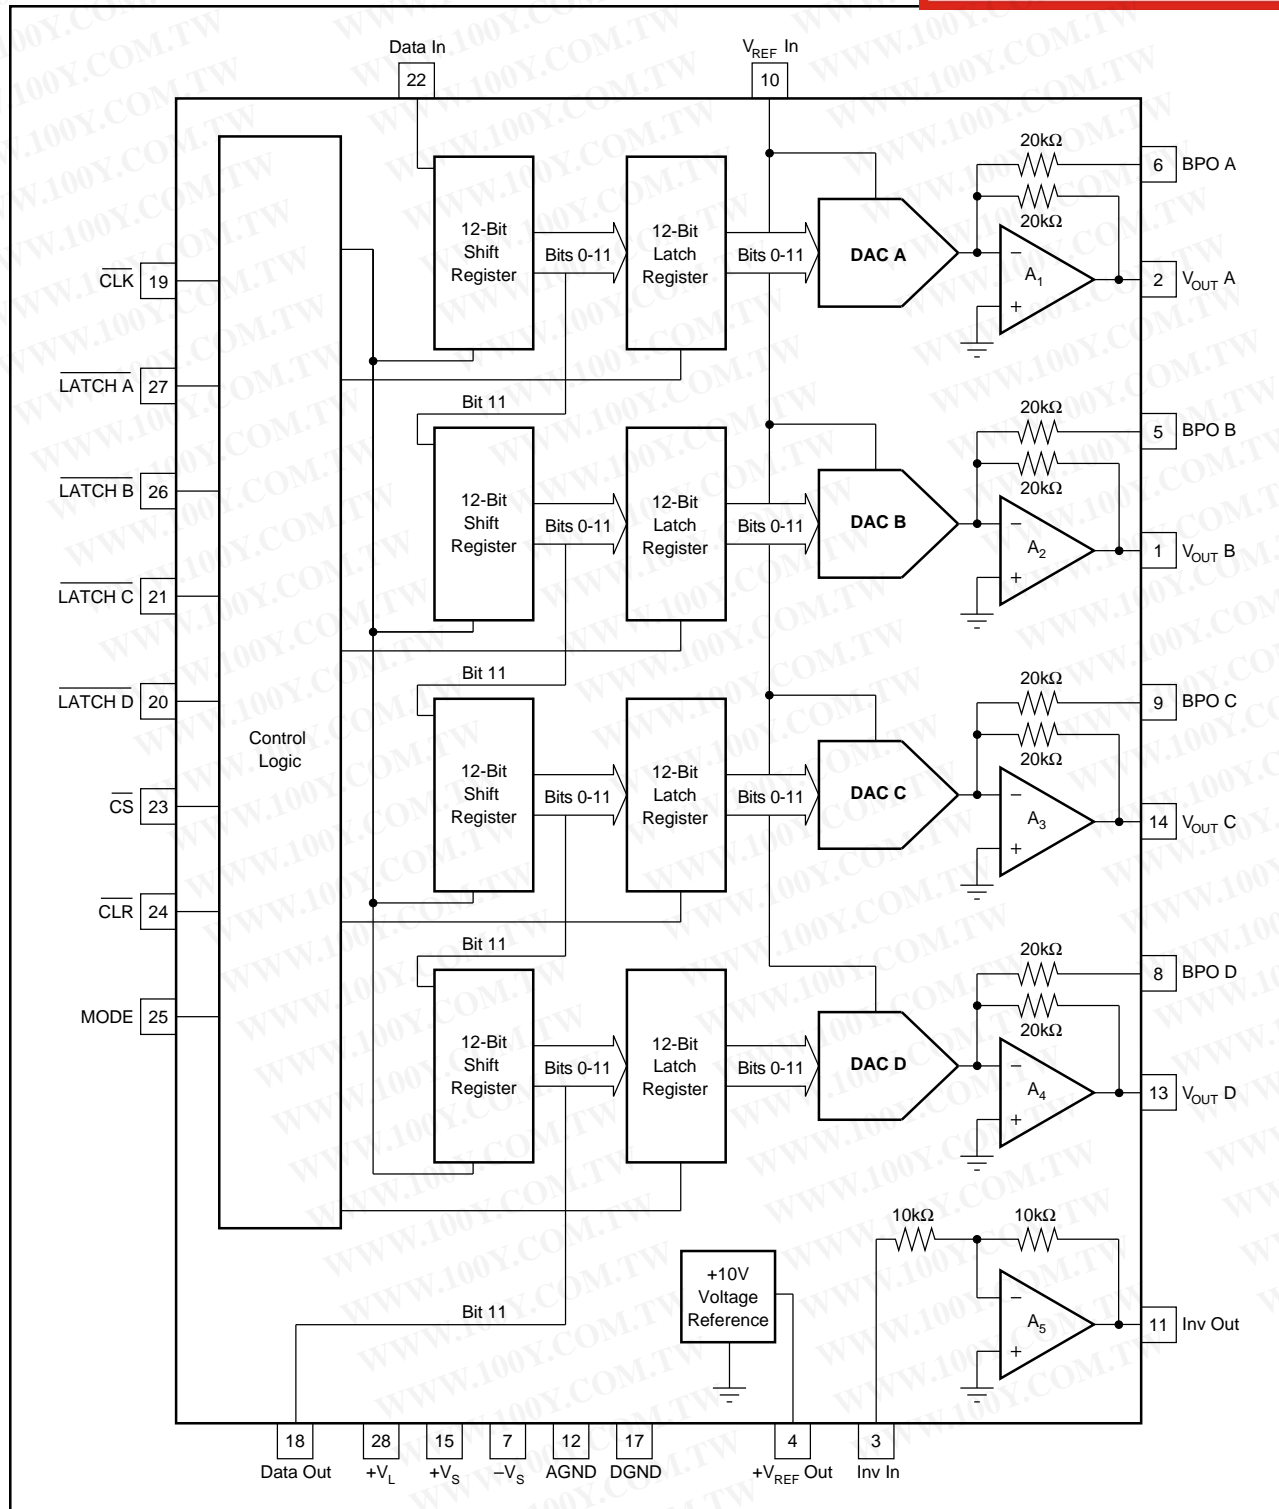 Data In
22
V_REF In
10
20kΩ
6 BPO A
20kΩ
12-Bit
Shift
Register
Bits 0-11
12-Bit
Latch
Register
Bits 0-11
DAC A
−
A1
+
2 V_OUT A
CLK 19
LATCH A 27
Bit 11
20kΩ
5 BPO B
20kΩ
LATCH B 26
12-Bit
Shift
Register
Bits 0-11
12-Bit
Latch
Register
Bits 0-11
DAC B
−
A2
+
1 V_OUT B
LATCH C 21
Bit 11
20kΩ
9 BPO C
20kΩ
LATCH D 20
Control
Logic
12-Bit
Shift
Register
Bits 0-11
12-Bit
Latch
Register
Bits 0-11
DAC C
−
A3
+
14 V_OUT C
CS 23
CLR 24
Bit 11
20kΩ
8 BPO D
20kΩ
MODE 25
12-Bit
Shift
Register
Bits 0-11
12-Bit
Latch
Register
Bits 0-11
DAC D
−
A4
+
13 V_OUT D
10kΩ
10kΩ
+10V
Voltage
Reference
−
A5
+
11 Inv Out
Bit 11
18 28 15 7 12 17 4 3
Data Out +V_L +V_S −V_S AGND DGND +V_REF Out Inv In
WWW.100Y.COM.TW